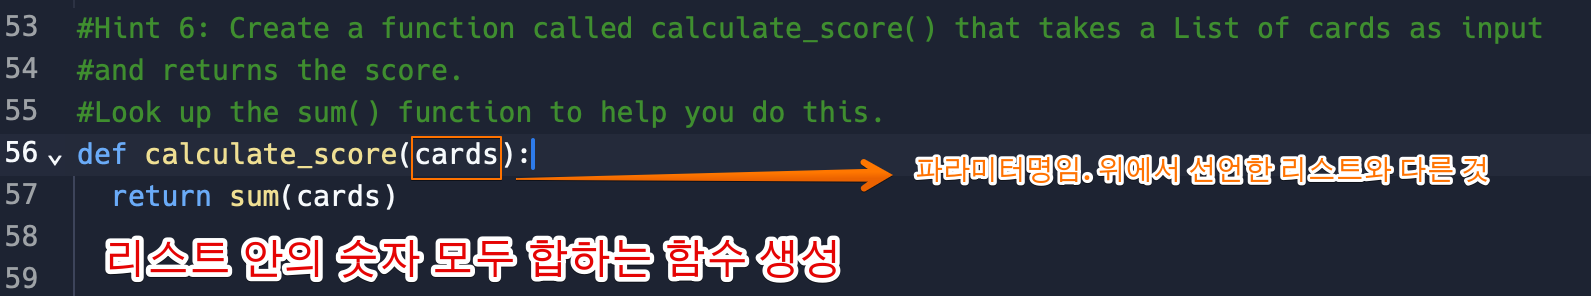 53 #Hint 6: Create a function called calculate_score() that takes a List of cards as input
54 #and returns the score.
55 #Look up the sum() function to help you do this.
56 def calculate_score(cards):
파라미터명임. 위에서 선언한 리스트와 다른 것
57 return sum(cards)
58
리스트 안의 숫자 모두 합하는 함수 생성
59